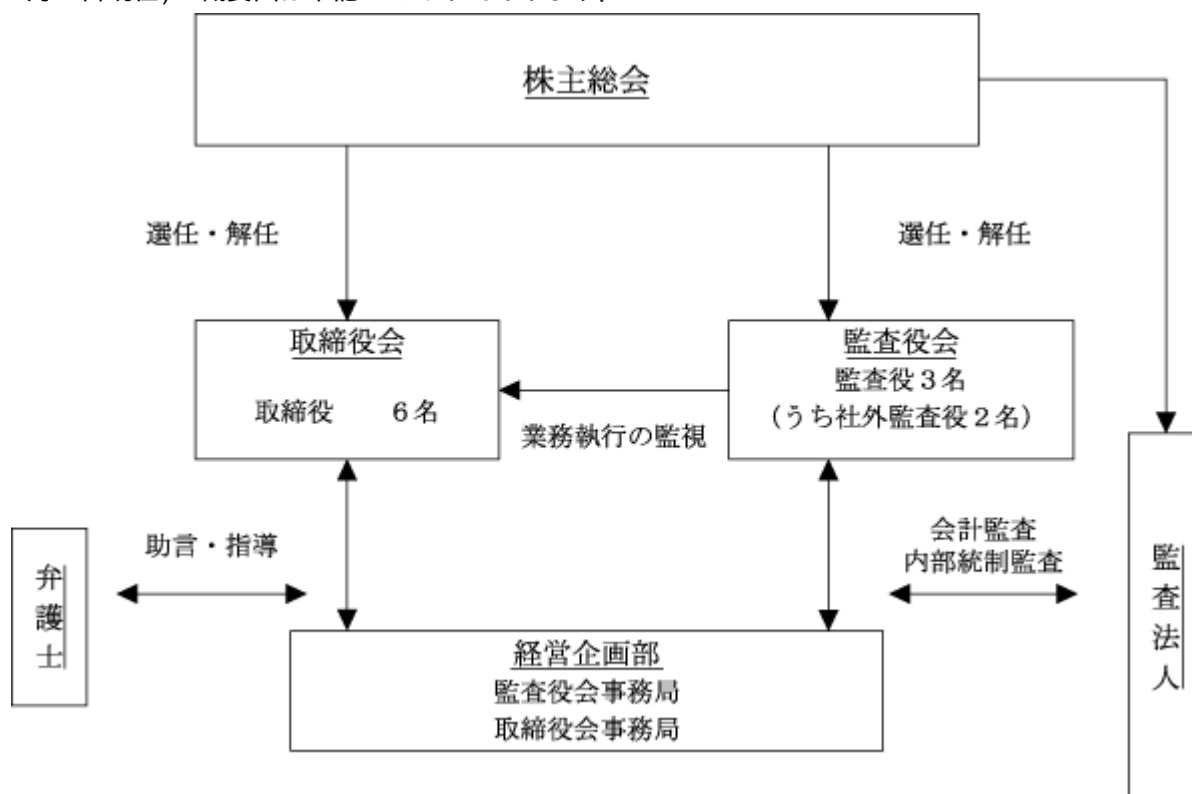 株主総会
選任・解任
選任・解任
取締役会
取締役　　6名
監査役会
監査役3名
(うち社外監査役2名)
業務執行の監視
弁護士
助言・指導
会計監査
内部統制監査
監査法人
経営企画部
監査役会事務局
取締役会事務局